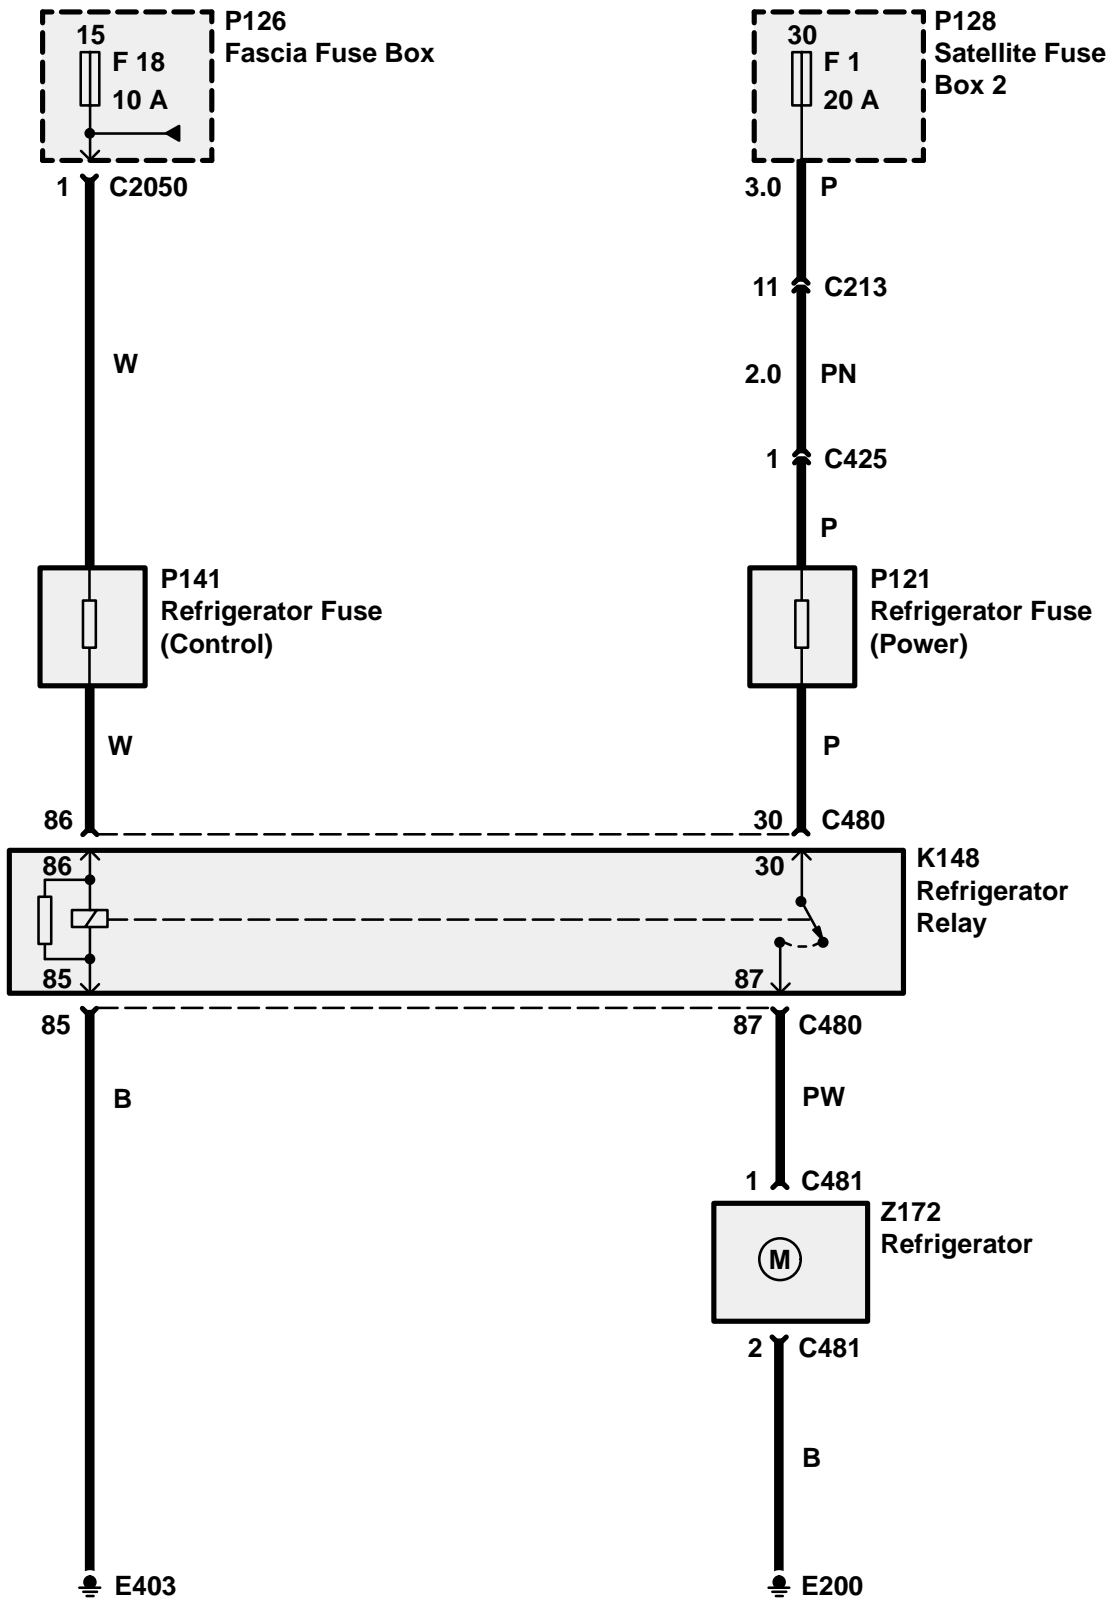 P126
Fascia Fuse Box
15
F 18
10 A
P128
Satellite Fuse
Box 2
30
F 1
20 A
1 C2050
3.0 P
11 C213
W
2.0 PN
1 C425
P
P141
Refrigerator Fuse
(Control)
P121
Refrigerator Fuse
(Power)
W
P
86
30 C480
86
30
K148
Refrigerator
Relay
85
87
85
87 C480
B
PW
1 C481
Z172
Refrigerator
M
2 C481
B
E403
E200